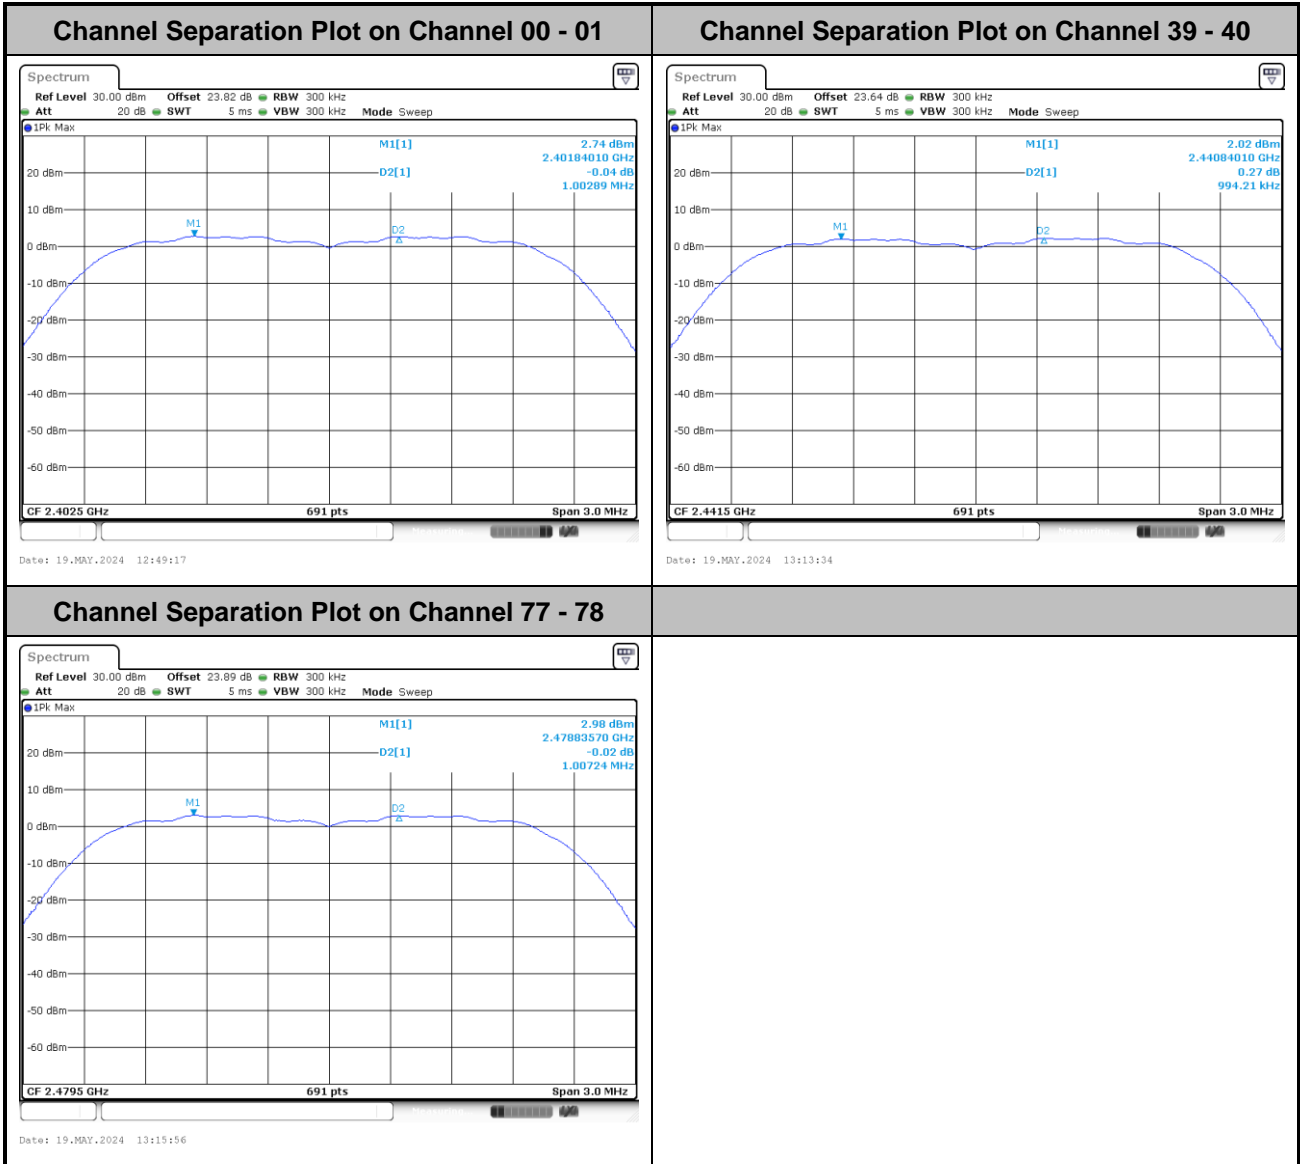 Channel Separation Plot on Channel 00 - 01
Spectrum
Ref Level 30.00 dBm Offset 23.82 dB RBW 300 kHz
Att 20 dB SWT 5 ms VBW 300 kHz Mode Sweep
1Pk Max
M1[1] 2.74 dBm
2.40184010 GHz
D2[1] -0.04 dB
1.00289 MHz
20 dBm
10 dBm
M1
D2
0 dBm
-10 dBm
-20 dBm
-30 dBm
-40 dBm
-50 dBm
-60 dBm
CF 2.4025 GHz 691 pts Span 3.0 MHz
Date: 19.MAY.2024 12:49:17
Channel Separation Plot on Channel 39 - 40
Spectrum
Ref Level 30.00 dBm Offset 23.64 dB RBW 300 kHz
Att 20 dB SWT 5 ms VBW 300 kHz Mode Sweep
1Pk Max
M1[1] 2.02 dBm
2.44084010 GHz
D2[1] 0.27 dB
994.21 kHz
20 dBm
10 dBm
M1
D2
0 dBm
-10 dBm
-20 dBm
-30 dBm
-40 dBm
-50 dBm
-60 dBm
CF 2.4415 GHz 691 pts Span 3.0 MHz
Measuring...
Date: 19.MAY.2024 13:13:34
Channel Separation Plot on Channel 77 - 78
Spectrum
Ref Level 30.00 dBm Offset 23.89 dB RBW 300 kHz
Att 20 dB SWT 5 ms VBW 300 kHz Mode Sweep
1Pk Max
M1[1] 2.98 dBm
2.47883570 GHz
D2[1] -0.02 dB
1.00724 MHz
20 dBm
10 dBm
M1
D2
0 dBm
-10 dBm
-20 dBm
-30 dBm
-40 dBm
-50 dBm
-60 dBm
CF 2.4795 GHz 691 pts Span 3.0 MHz
Date: 19.MAY.2024 13:15:56